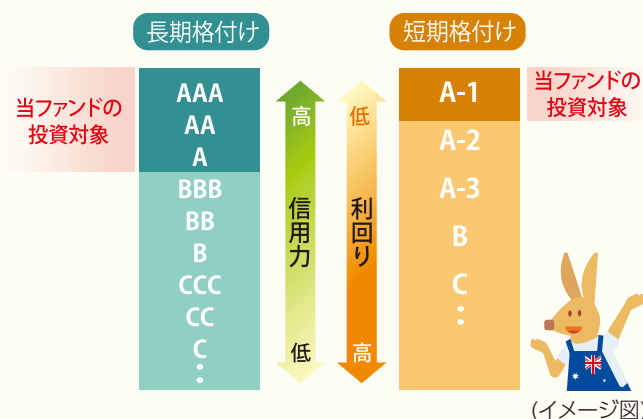 長期格付け
短期格付け
当ファンドの
投資対象
AAA
AA
A
BBB
BB
B
CCC
CC
C
:
高
信用力
低
低
利回り
高
A-1
A-2
A-3
B
C
:
当ファンドの
投資対象
(イメージ図)